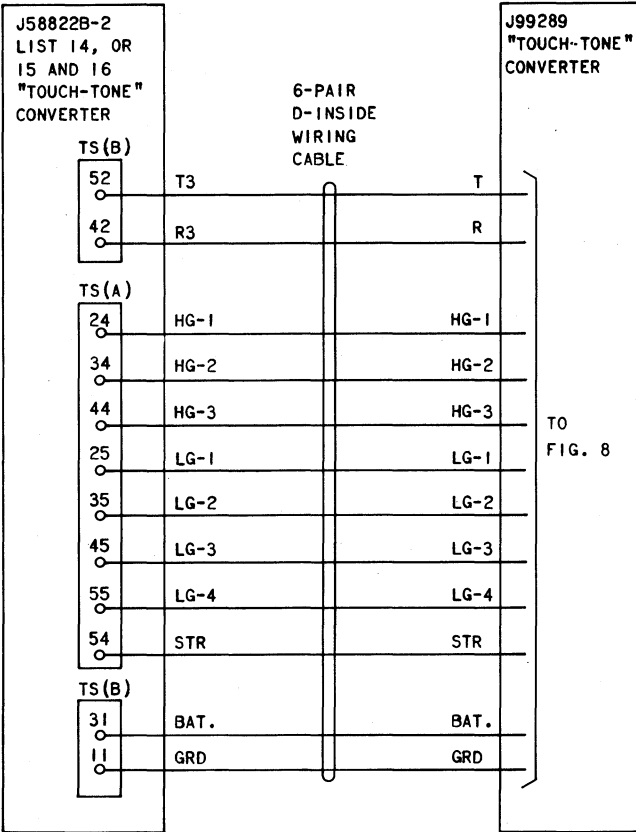 J58822B-2
LIST 14, OR
15 AND 16
"TOUCH-TONE"
CONVERTER
J99289
"TOUCH-TONE"
CONVERTER
6-PAIR
D-INSIDE
WIRING
CABLE
TS(B)
52 T3 T
42 R3 R
TS(A)
24 HG-1 HG-1
34 HG-2 HG-2
44 HG-3 HG-3
25 LG-1 LG-1
35 LG-2 LG-2
45 LG-3 LG-3
55 LG-4 LG-4
54 STR STR
TO
FIG. 8
TS(B)
31 BAT. BAT.
11 GRD GRD